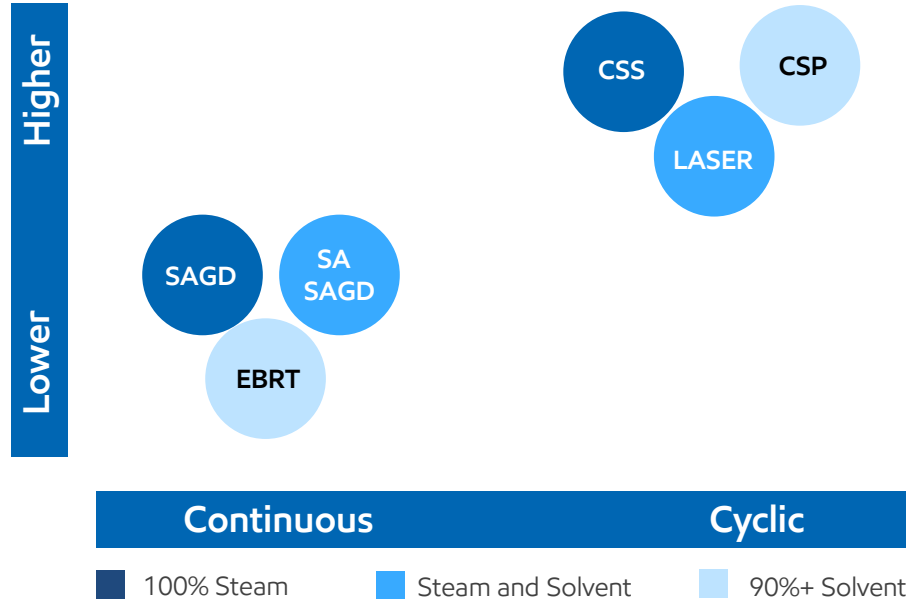 Higher
Lower
CSS
CSP
LASER
SAGD
SA
SAGD
EBRT
Continuous
Cyclic
100% Steam
Steam and Solvent
90%+ Solvent